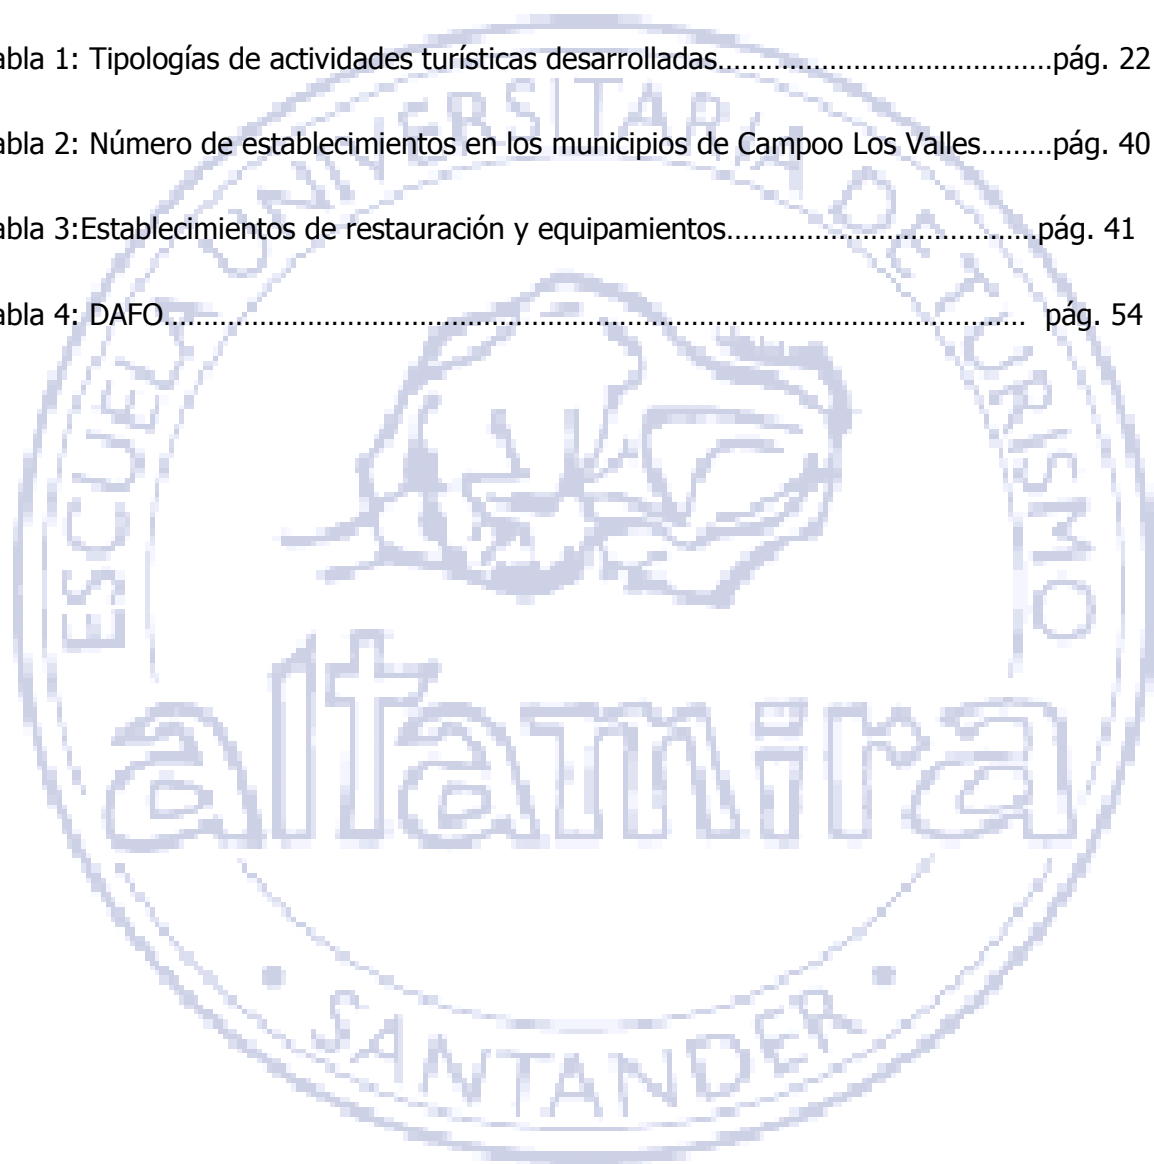 abla 1: Tipologías de actividades turísticas desarrolladas……………………………………pág. 22
abla 2: Número de establecimientos en los municipios de Campoo Los Valles………pág. 40
abla 3:Establecimientos de restauración y equipamientos…………………………………pág. 41
abla 4: DAFO……………………………………………………………………………………… pág. 54
ESCUELA UNIVERSITARIA DE TURISMO
altamira
• SANTANDER •